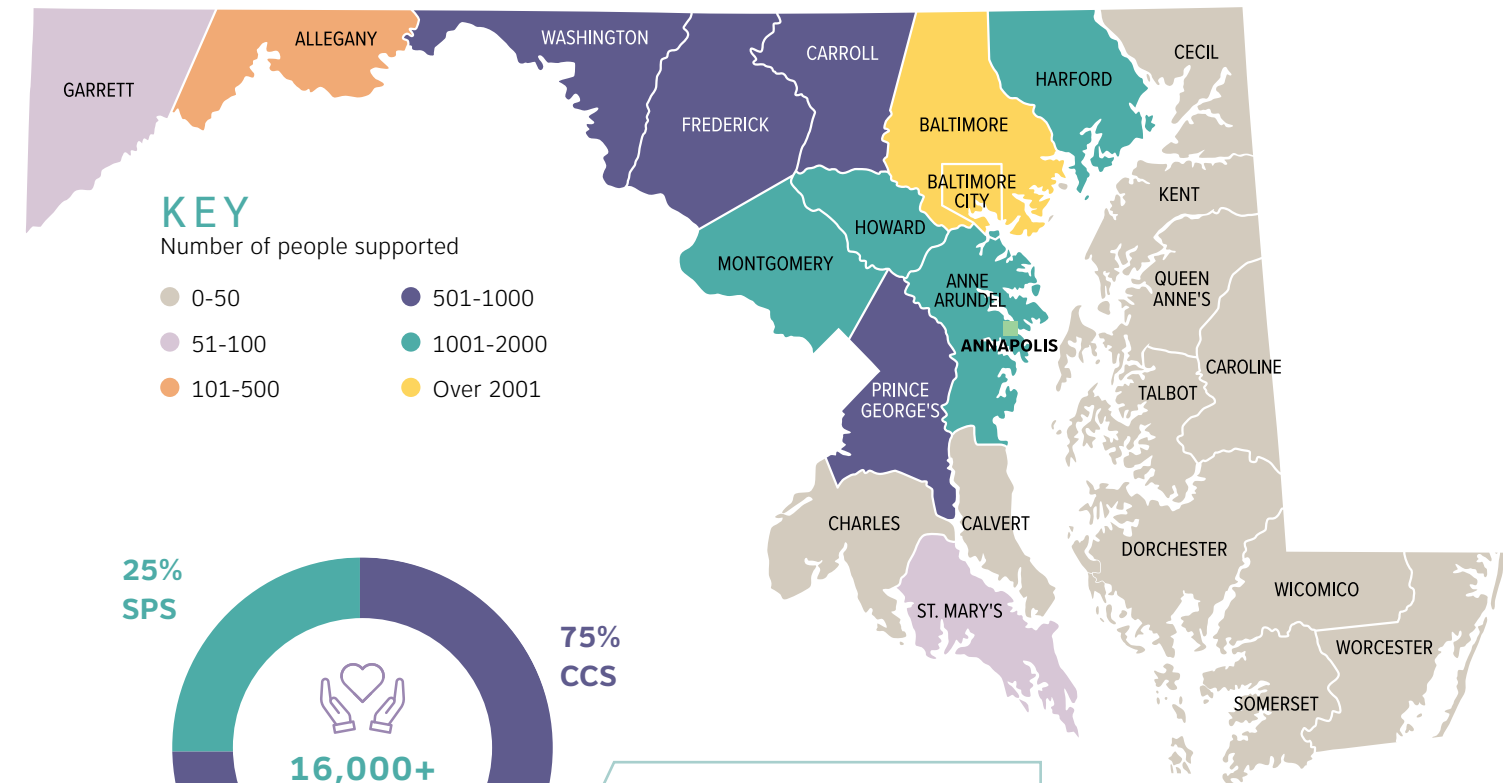 GARRETT
ALLEGANY
WASHINGTON
FREDERICK
CARROLL
BALTIMORE
BALTIMORE
CITY
HARFORD
CECIL
KENT
QUEEN
ANNE'S
CAROLINE
TALBOT
HOWARD
MONTGOMERY
ANNE
ARUNDEL
ANNAPOLIS
PRINCE
GEORGE'S
CHARLES
CALVERT
ST. MARY'S
DORCHESTER
WICOMICO
WORCESTER
SOMERSET
KEY
Number of people supported
0-50
51-100
101-500
501-1000
1001-2000
Over 2001
25%
SPS
75%
CCS
16,000+